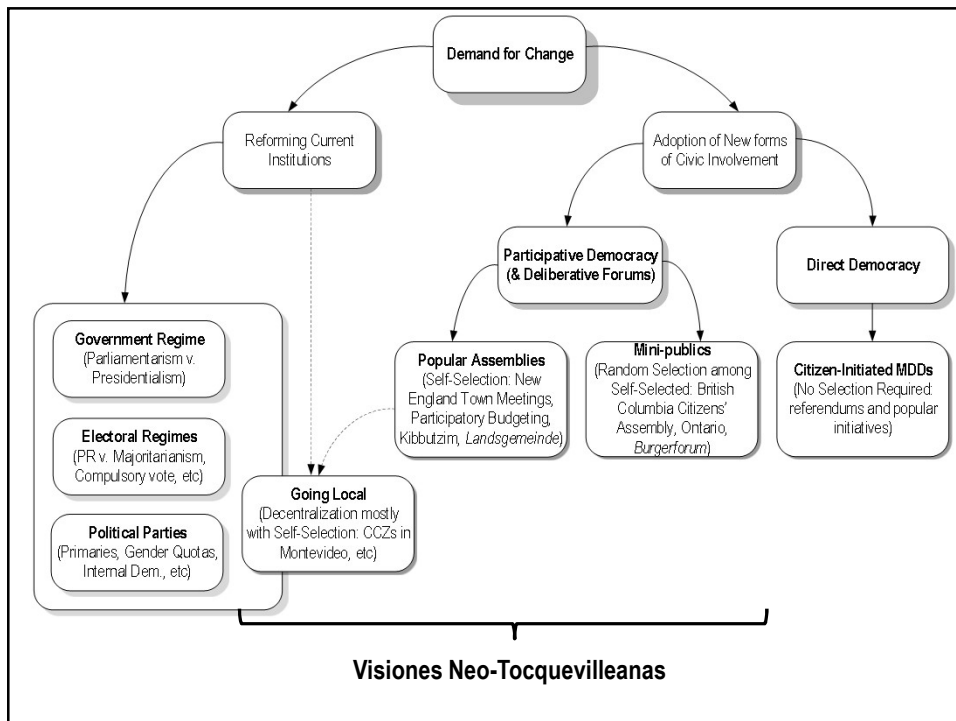 Demand for Change
Reforming Current
Institutions
Adoption of New forms
of Civic Involvement
Participative Democracy
(& Deliberative Forums)
Direct Democracy
Government Regime
(Parliamentarism v.
Presidentialism)
Electoral Regimes
(PR v. Majoritarianism,
Compulsory vote, etc)
Political Parties
(Primaries, Gender Quotas,
Internal Dem., etc)
Going Local
(Decentralization mostly
with Self-Selection: CCZs in
Montevideo, etc)
Popular Assemblies
(Self-Selection: New
England Town Meetings,
Participatory Budgeting,
Kibbutzim, Landsgemeinde)
Mini-publics
(Random Selection among
Self-Selected: British
Columbia Citizens'
Assembly, Ontario,
Burgerforum)
Citizen-Initiated MDDs
(No Selection Required:
referendums and popular
initiatives)
Visiones Neo-Tocquevilleanas